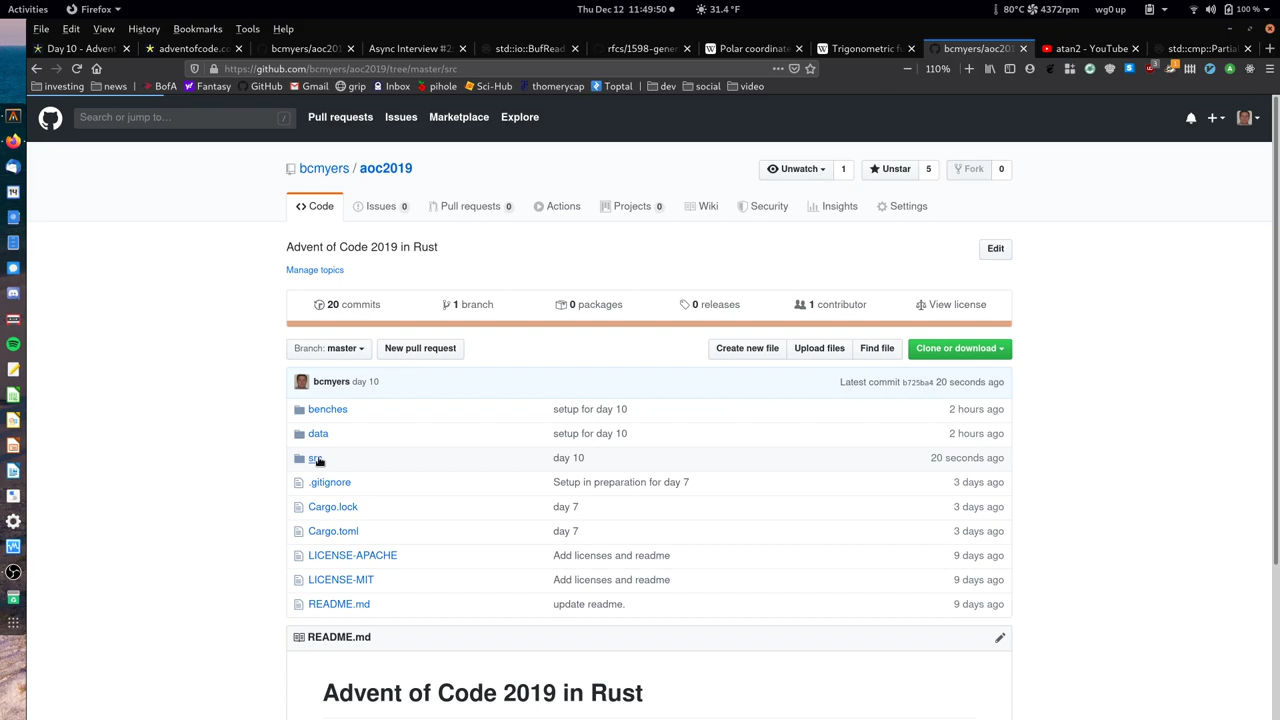 Activities Firefox Thu Dec 12 11:49:50 31.4 °F 80°C 4372rpm wg0 up 100 %
File Edit View History Bookmarks Tools Help
Day 10 - Advent adventofcode.c bcmyers/aoc201 Async Interview #2 std::io::BufRead rfcs/1598-gener Polar coordinate Trigonometric f bcmyers/aoc201 atan2 - YouTube std::cmp::Partial
https://github.com/bcmyers/aoc2019/tree/master/src 110%
investing news BofA Fantasy GitHub Gmail grip Inbox pihole Sci-Hub thomerycap Toptal dev social video
Search or jump to... / Pull requests Issues Marketplace Explore
bcmyers / aoc2019 Unwatch 1 Unstar 5 Fork 0
Code Issues 0 Pull requests 0 Actions Projects 0 Wiki Security Insights Settings
Advent of Code 2019 in Rust Edit
Manage topics
20 commits 1 branch 0 packages 0 releases 1 contributor View license
Branch: master New pull request Create new file Upload files Find file Clone or download
bcmyers day 10 Latest commit b725ba4 20 seconds ago
benches setup for day 10 2 hours ago
data setup for day 10 2 hours ago
src day 10 20 seconds ago
.gitignore Setup in preparation for day 7 3 days ago
Cargo.lock day 7 3 days ago
Cargo.toml day 7 3 days ago
LICENSE-APACHE Add licenses and readme 9 days ago
LICENSE-MIT Add licenses and readme 9 days ago
README.md update readme. 9 days ago
README.md
Advent of Code 2019 in Rust